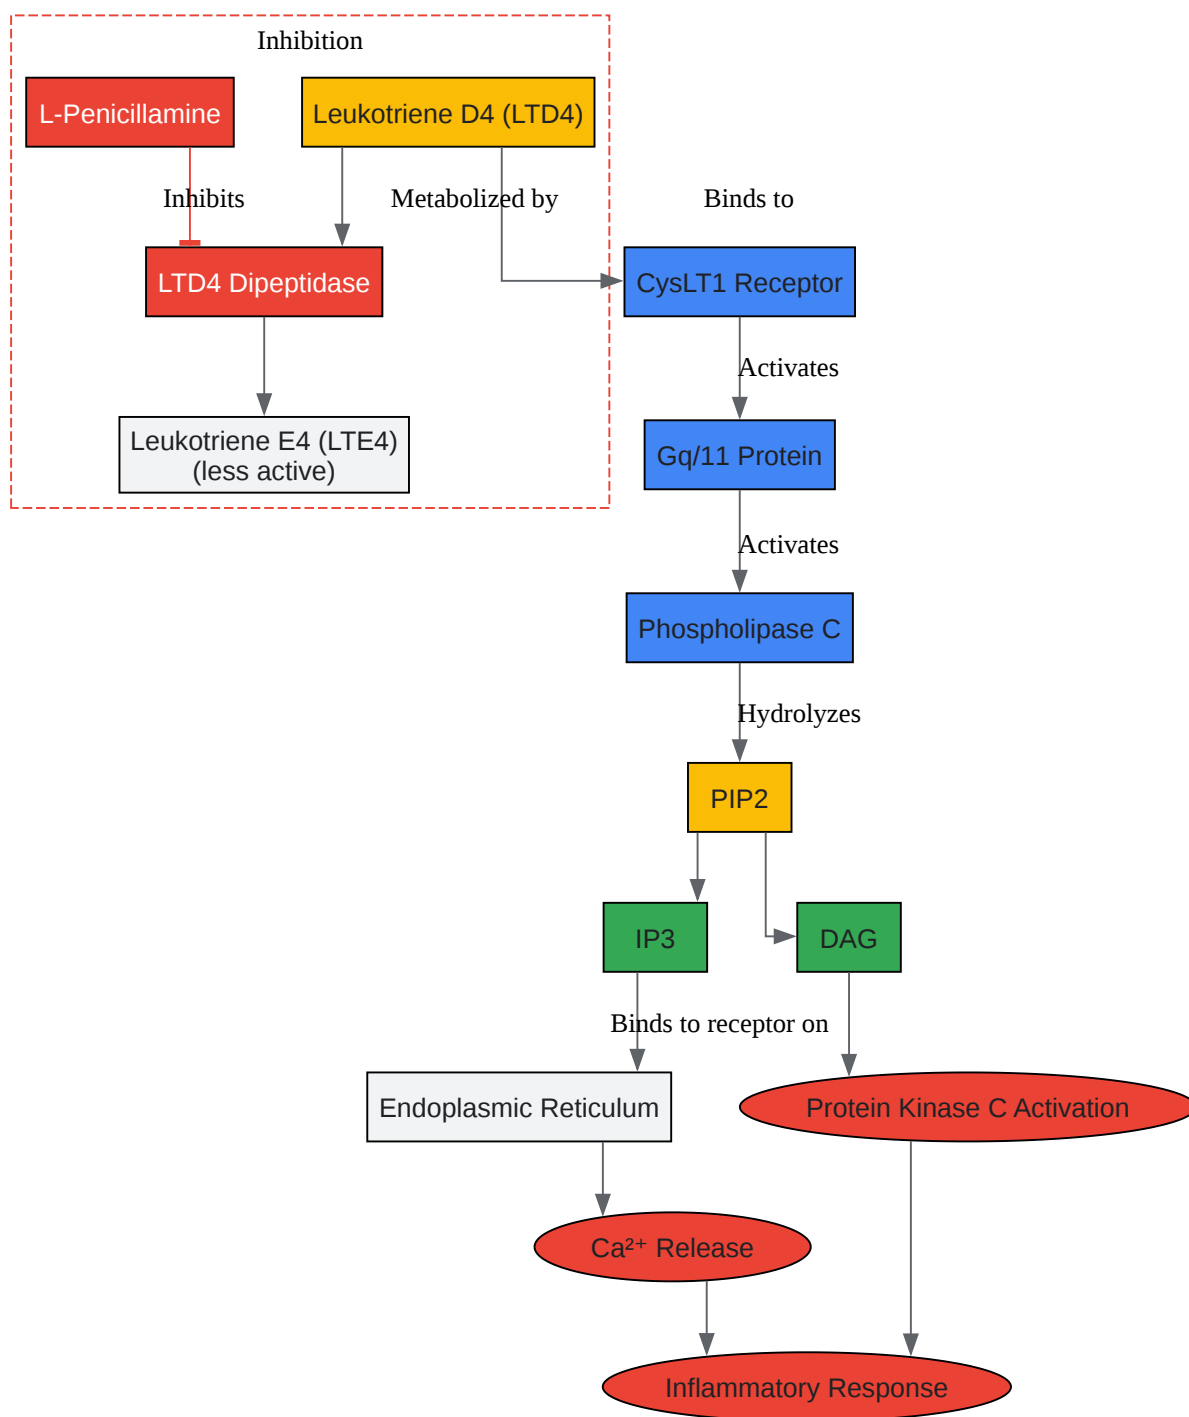 Inhibition
L-Penicillamine
Leukotriene D4 (LTD4)
Inhibits
Metabolized by
Binds to
LTD4 Dipeptidase
CysLT1 Receptor
Activates
Leukotriene E4 (LTE4)
(less active)
Gq/11 Protein
Activates
Phospholipase C
Hydrolyzes
PIP2
IP3
DAG
Binds to receptor on
Endoplasmic Reticulum
Protein Kinase C Activation
Ca²⁺ Release
Inflammatory Response